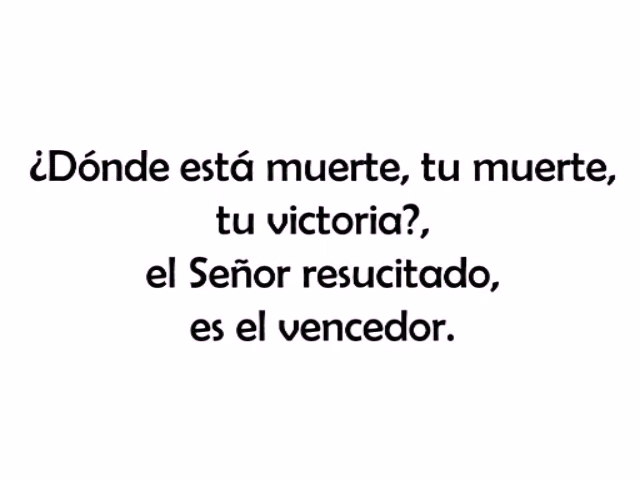 ¿Dónde está muerte, tu muerte,
tu victoria?,
el Señor resucitado,
es el vencedor.